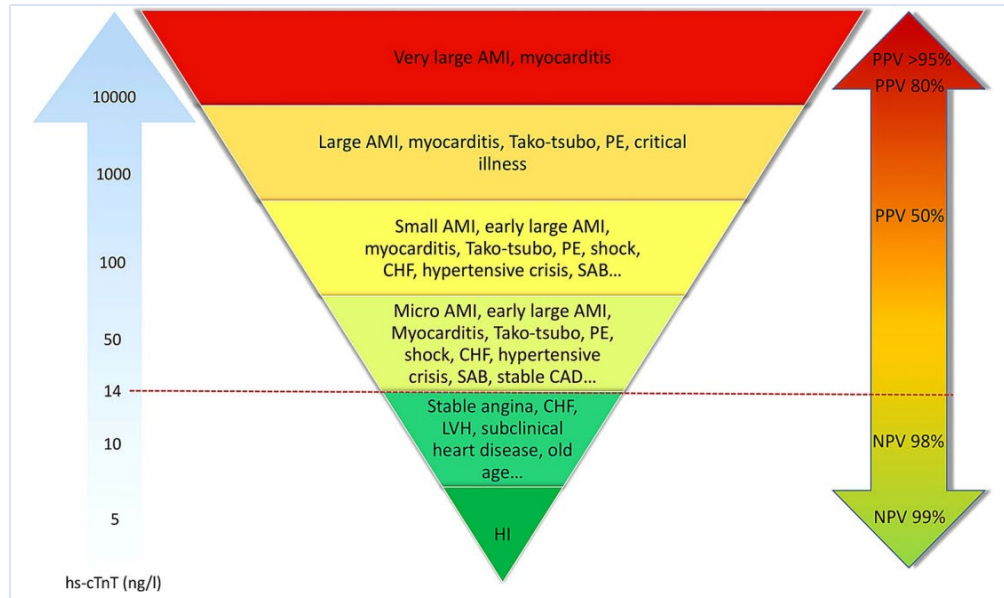 10000
1000
100
50
14
10
5
hs-cTnT (ng/l)
Very large AMI, myocarditis
Large AMI, myocarditis, Tako-tsubo, PE, critical
illness
Small AMI, early large AMI,
myocarditis, Tako-tsubo, PE, shock,
CHF, hypertensive crisis, SAB...
Micro AMI, early large AMI,
Myocarditis, Tako-tsubo, PE,
shock, CHF, hypertensive
crisis, SAB, stable CAD...
Stable angina, CHF,
LVH, subclinical
heart disease, old
age...
HI
PPV >95%
PPV 80%
PPV 50%
NPV 98%
NPV 99%